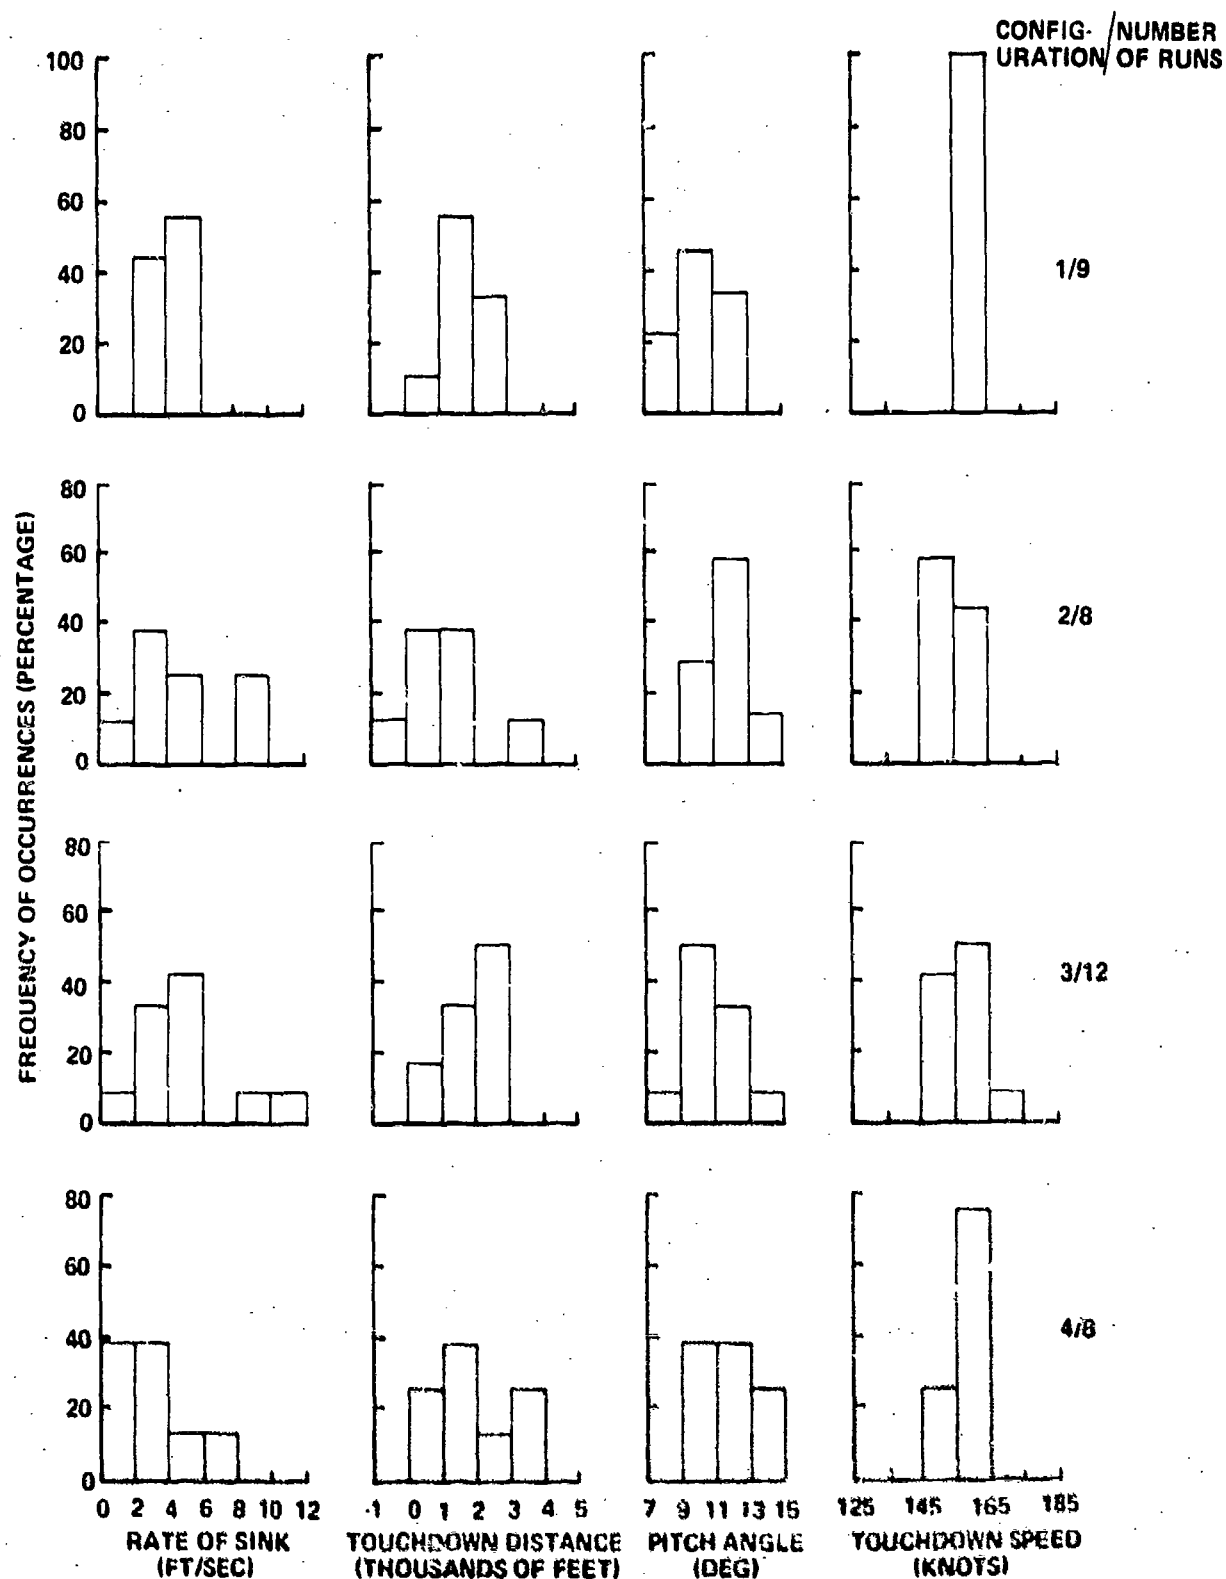 CONFIG- / NUMBER
URATION / OF RUNS
100
80
60
40
20
0
1/9
80
60
40
20
0
2/8
FREQUENCY OF OCCURRENCES (PERCENTAGE)
80
60
40
20
0
3/12
80
60
40
20
0
4/8
0 2 4 6 8 10 12
-1 0 1 2 3 4 5
7 9 11 13 15
125 145 165 185
RATE OF SINK
(FT/SEC)
TOUCHDOWN DISTANCE
(THOUSANDS OF FEET)
PITCH ANGLE
(DEG)
TOUCHDOWN SPEED
(KNOTS)